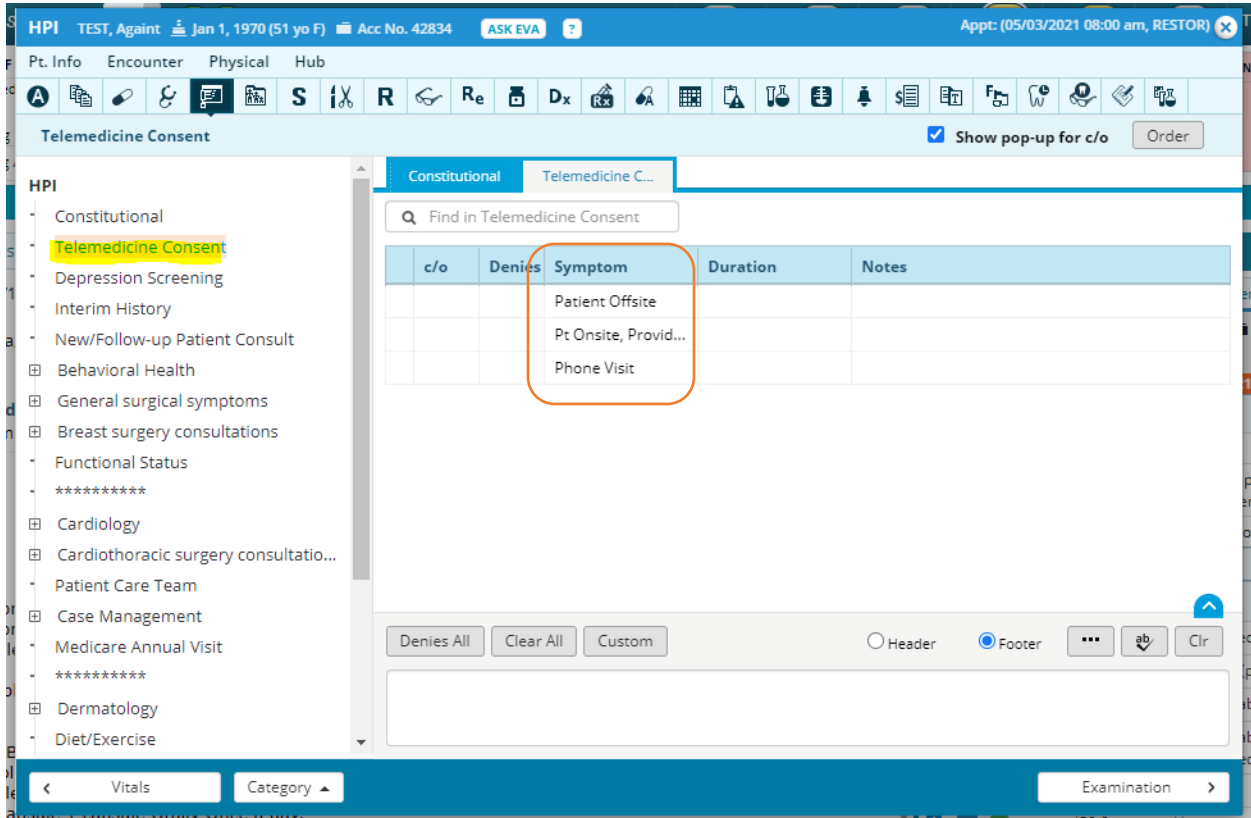 HPI TEST, Againt Jan 1, 1970 (51 yo F) Acc No. 42834 ASK EVA ? Appt: (05/03/2021 08:00 am, RESTOR)
Pt. Info Encounter Physical Hub
A S R Re Dx Rx
Telemedicine Consent Show pop-up for c/o Order
HPI
Constitutional
Telemedicine Consent
Depression Screening
Interim History
New/Follow-up Patient Consult
Behavioral Health
General surgical symptoms
Breast surgery consultations
Functional Status
**********
Cardiology
Cardiothoracic surgery consultatio...
Patient Care Team
Case Management
Medicare Annual Visit
**********
Dermatology
Diet/Exercise
Constitutional Telemedicine C...
Find in Telemedicine Consent
c/o Denies Symptom Duration Notes
Patient Offsite
Pt Onsite, Provid...
Phone Visit
Denies All Clear All Custom Header Footer ... ab Clr
< Vitals Category Examination >